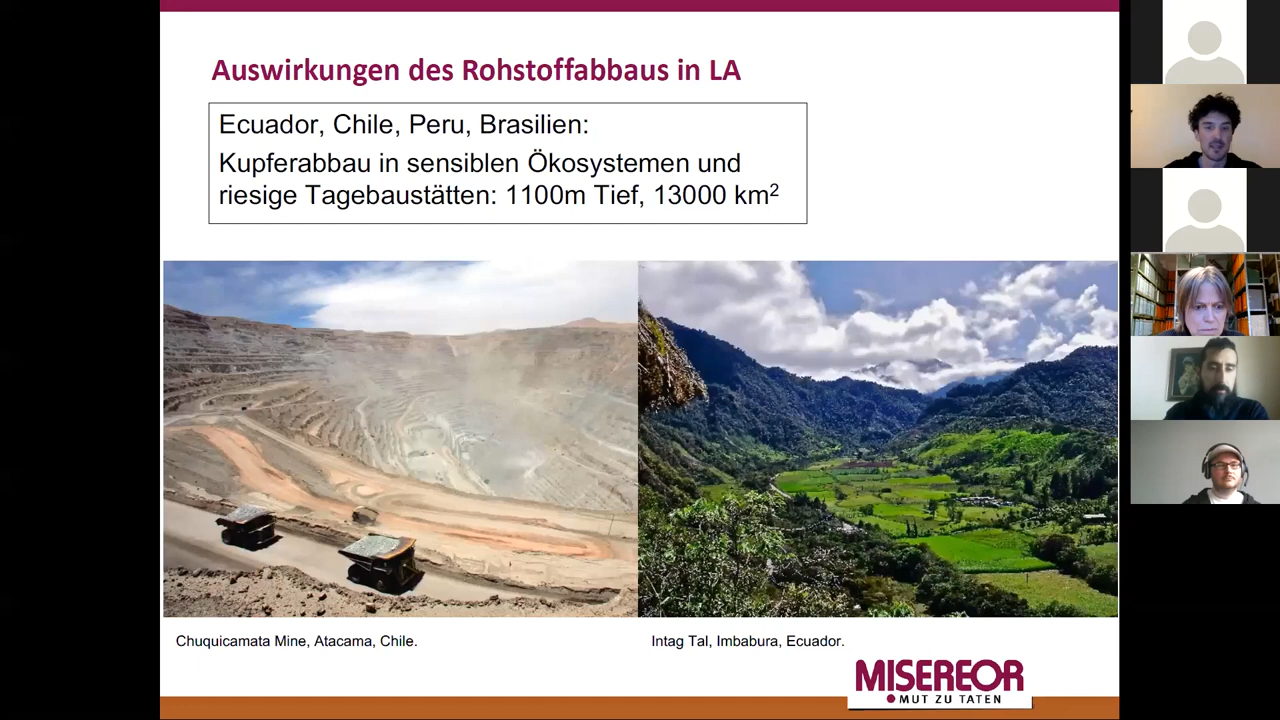 Auswirkungen des Rohstoffabbaus in LA
Ecuador, Chile, Peru, Brasilien:
Kupferabbau in sensiblen Ökosystemen und
riesige Tagebaustätten: 1100m Tief, 13000 km²
Chuquicamata Mine, Atacama, Chile.
Intag Tal, Imbabura, Ecuador.
MISEREOR
MUT ZU TATEN